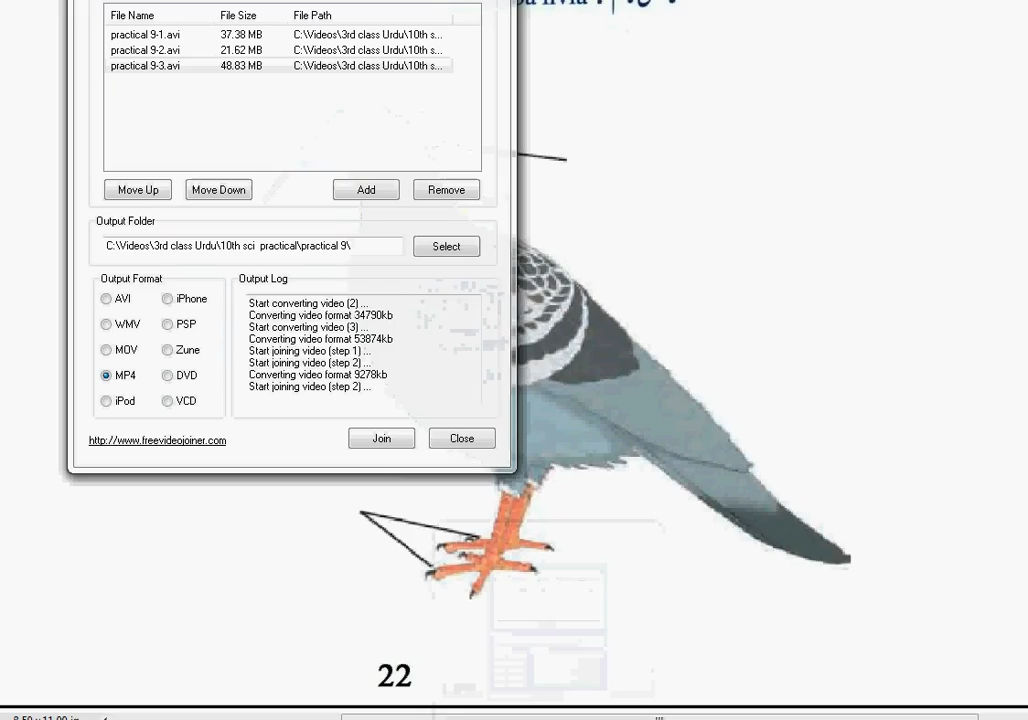 livia
File Name File Size File Path
practical 9-1.avi 37.38 MB C:\Videos\3rd class Urdu\10th s...
practical 9-2.avi 21.62 MB C:\Videos\3rd class Urdu\10th s...
practical 9-3.avi 48.83 MB C:\Videos\3rd class Urdu\10th s...
Move Up Move Down Add Remove
Output Folder
C:\Videos\3rd class Urdu\10th sci practical\practical 9\ Select
Output Format
AVI iPhone
WMV PSP
MOV Zune
MP4 DVD
iPod VCD
Output Log
Start converting video (2) ...
Converting video format 34790kb
Start converting video (3) ...
Converting video format 53874kb
Start joining video (step 1) ...
Start joining video (step 2) ...
Converting video format 9278kb
Start joining video (step 2) ...
http://www.freevideojoiner.com Join Close
22
8.50 x 11.00 in